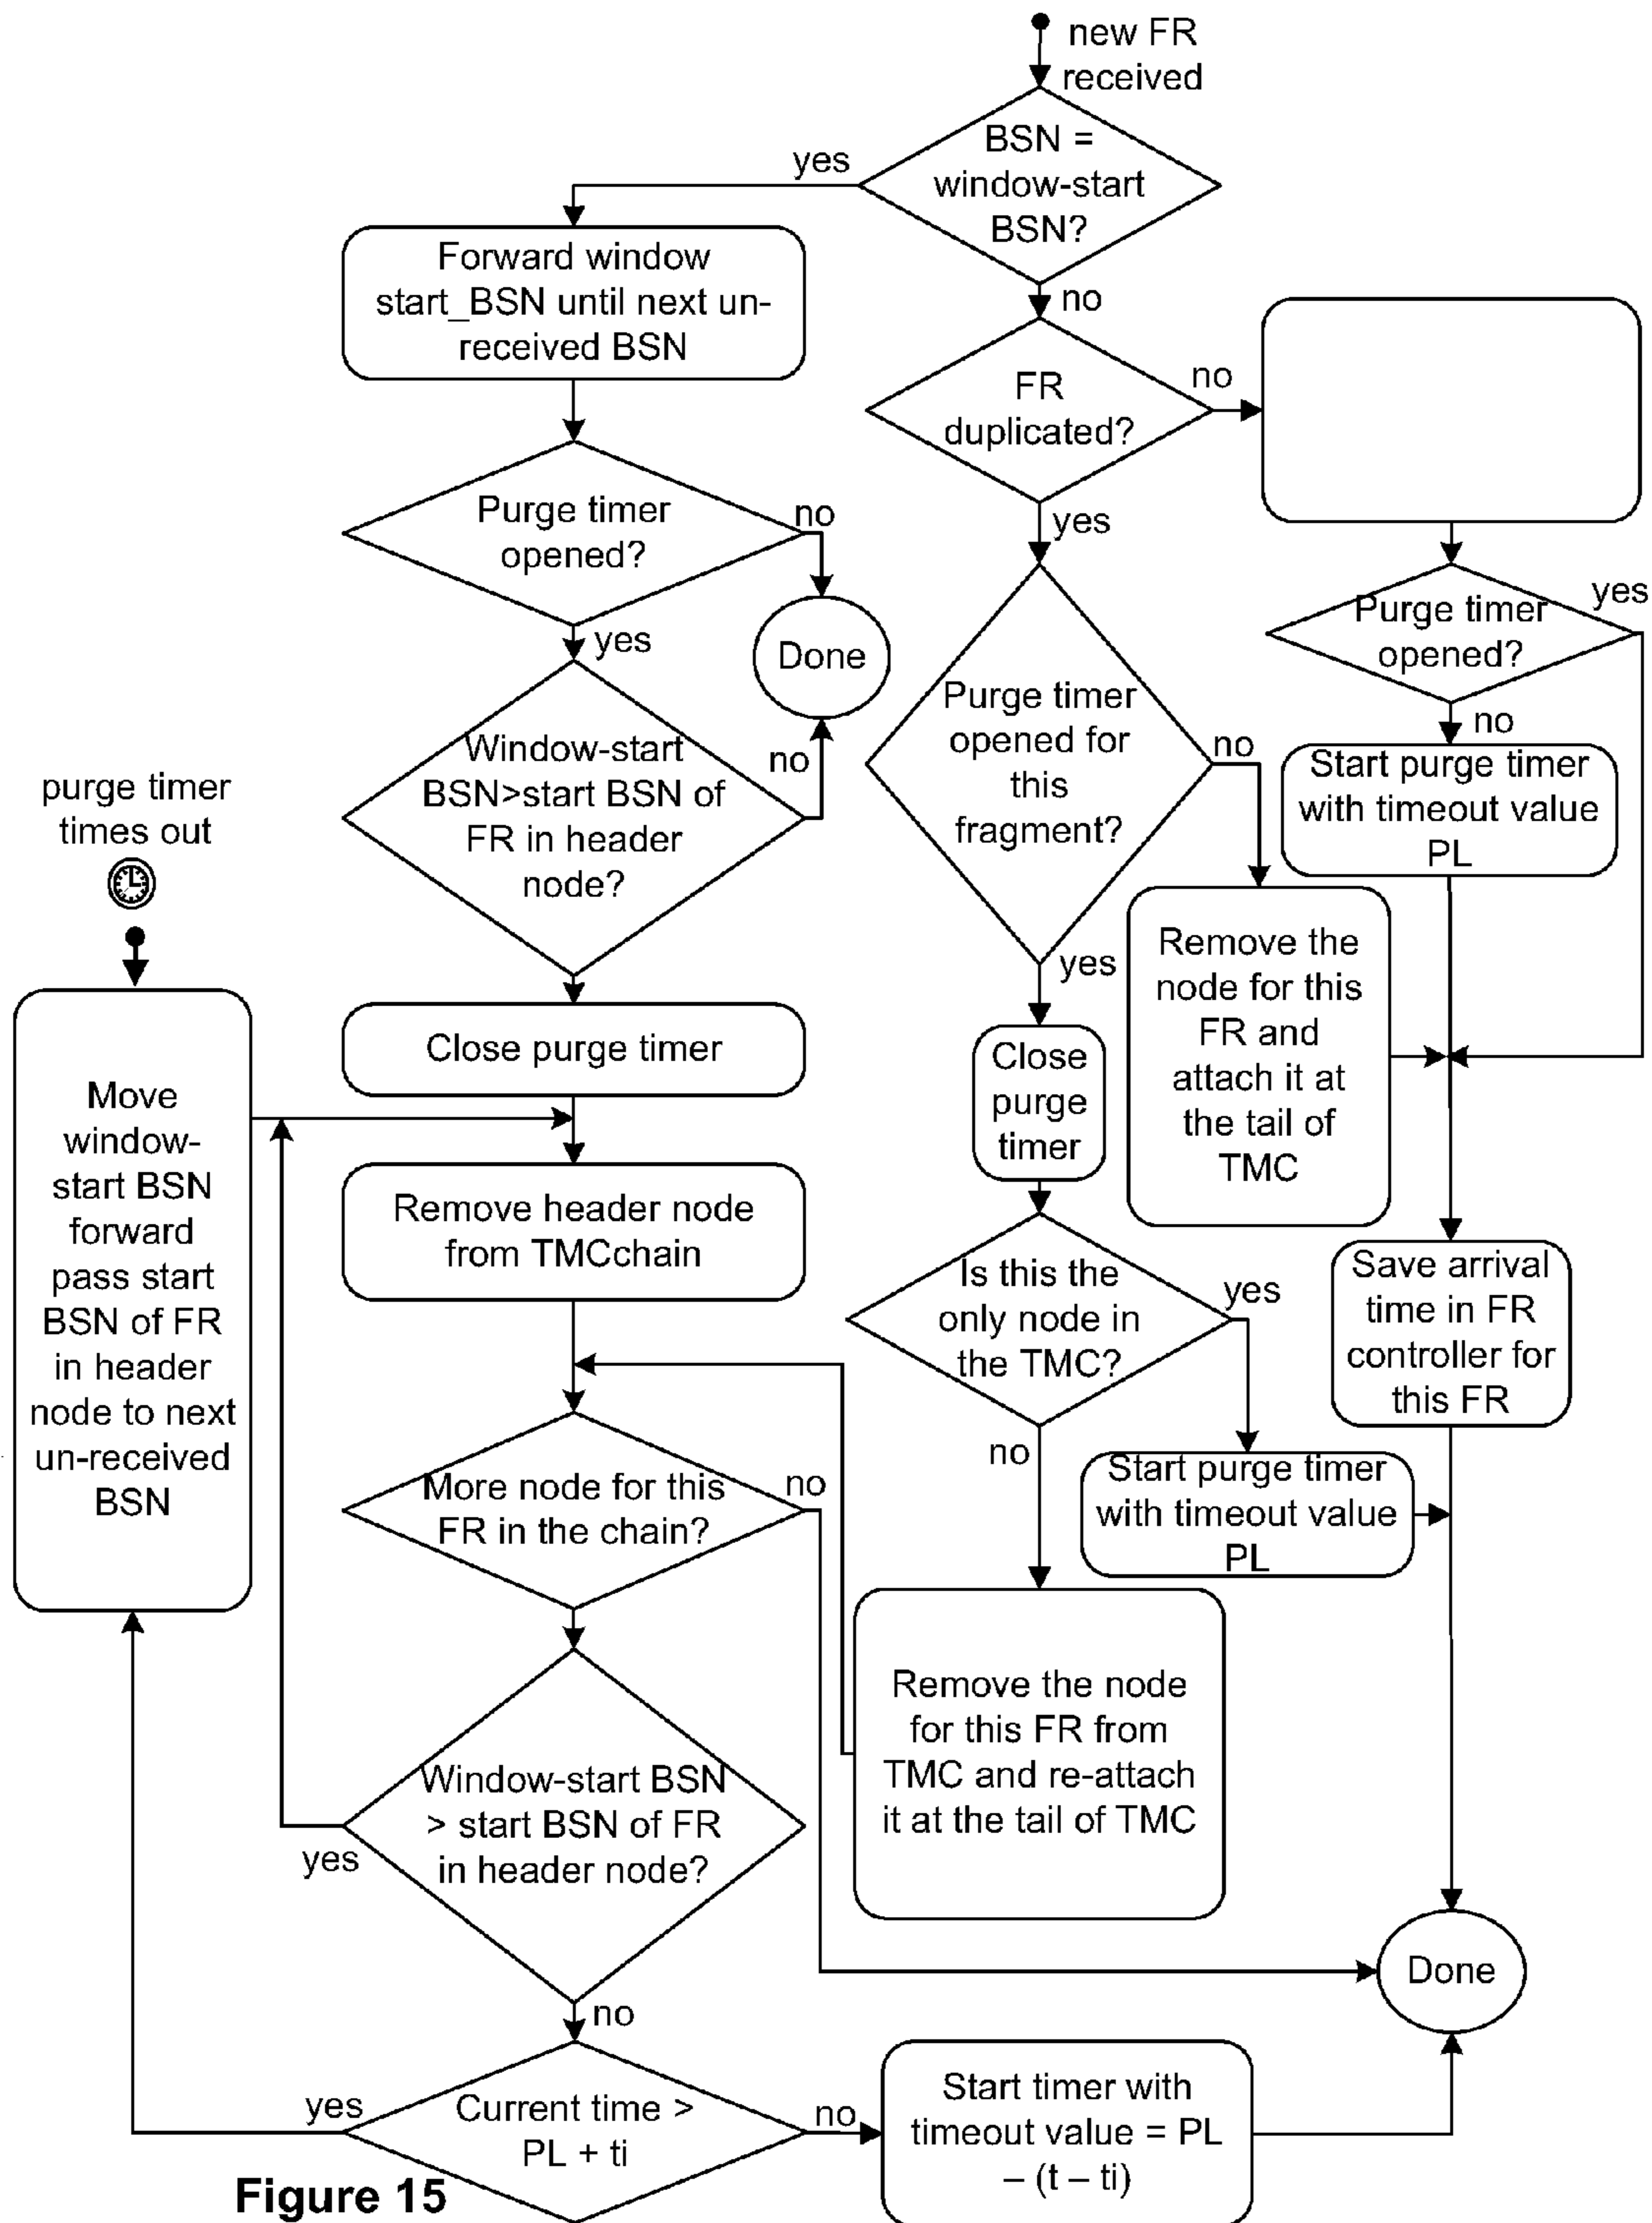 new FR
received
BSN =
window-start
BSN?
yes
no
Forward window
start_BSN until next un-
received BSN
FR
duplicated?
no
yes
Purge timer
opened?
no
yes
Done
Purge timer
opened?
yes
no
Purge timer
opened for
this
fragment?
no
yes
Window-start
BSN>start BSN of
FR in header
node?
no
Start purge timer
with timeout value
PL
purge timer
times out
Remove the
node for this
FR and
attach it at
the tail of
TMC
Close purge timer
Close
purge
timer
Move
window-
start BSN
forward
pass start
BSN of FR
in header
node to next
un-received
BSN
Remove header node
from TMCchain
Is this the
only node in
the TMC?
yes
no
Save arrival
time in FR
controller for
this FR
Start purge timer
with timeout value
PL
More node for this
FR in the chain?
no
Remove the node
for this FR from
TMC and re-attach
it at the tail of TMC
Window-start BSN
> start BSN of FR
in header node?
yes
no
Done
Current time >
PL + ti
yes
no
Start timer with
timeout value = PL
– (t – ti)
Figure 15